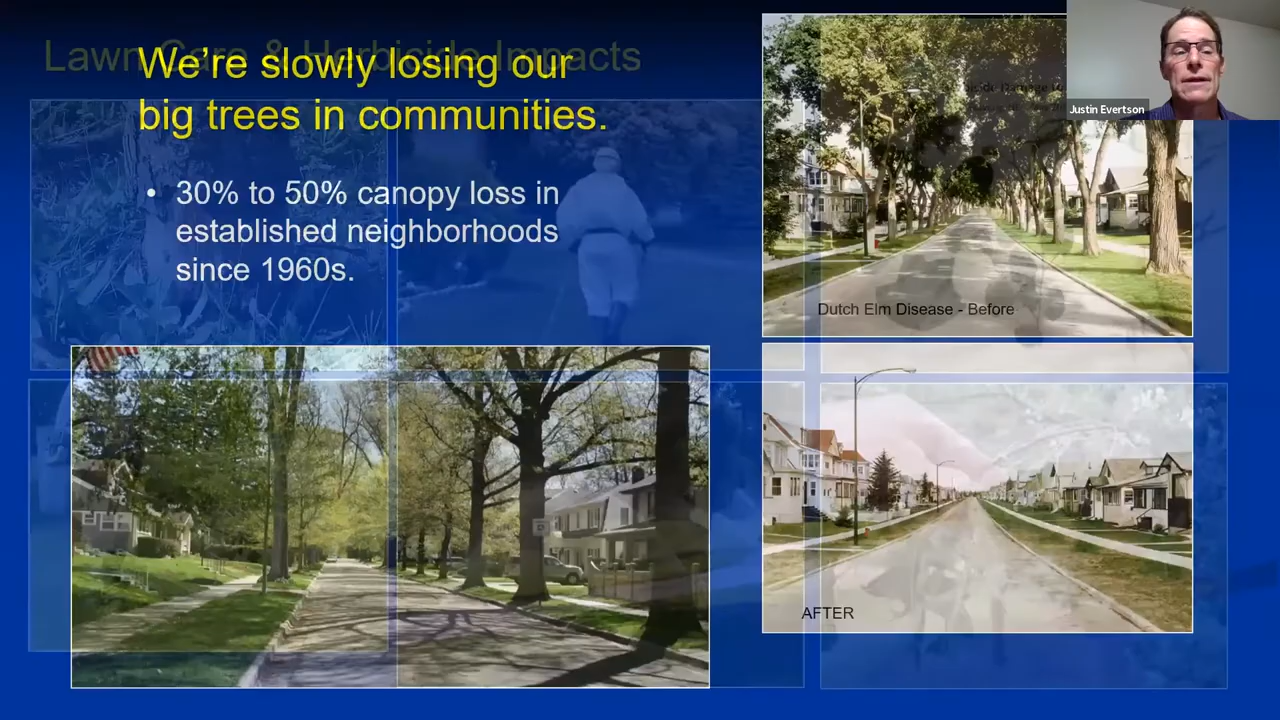 Lawn Care & Herbicide Impacts
We're slowly losing our
big trees in communities.
• 30% to 50% canopy loss in
established neighborhoods
since 1960s.
Justin Evertson
Dutch Elm Disease - Before
AFTER